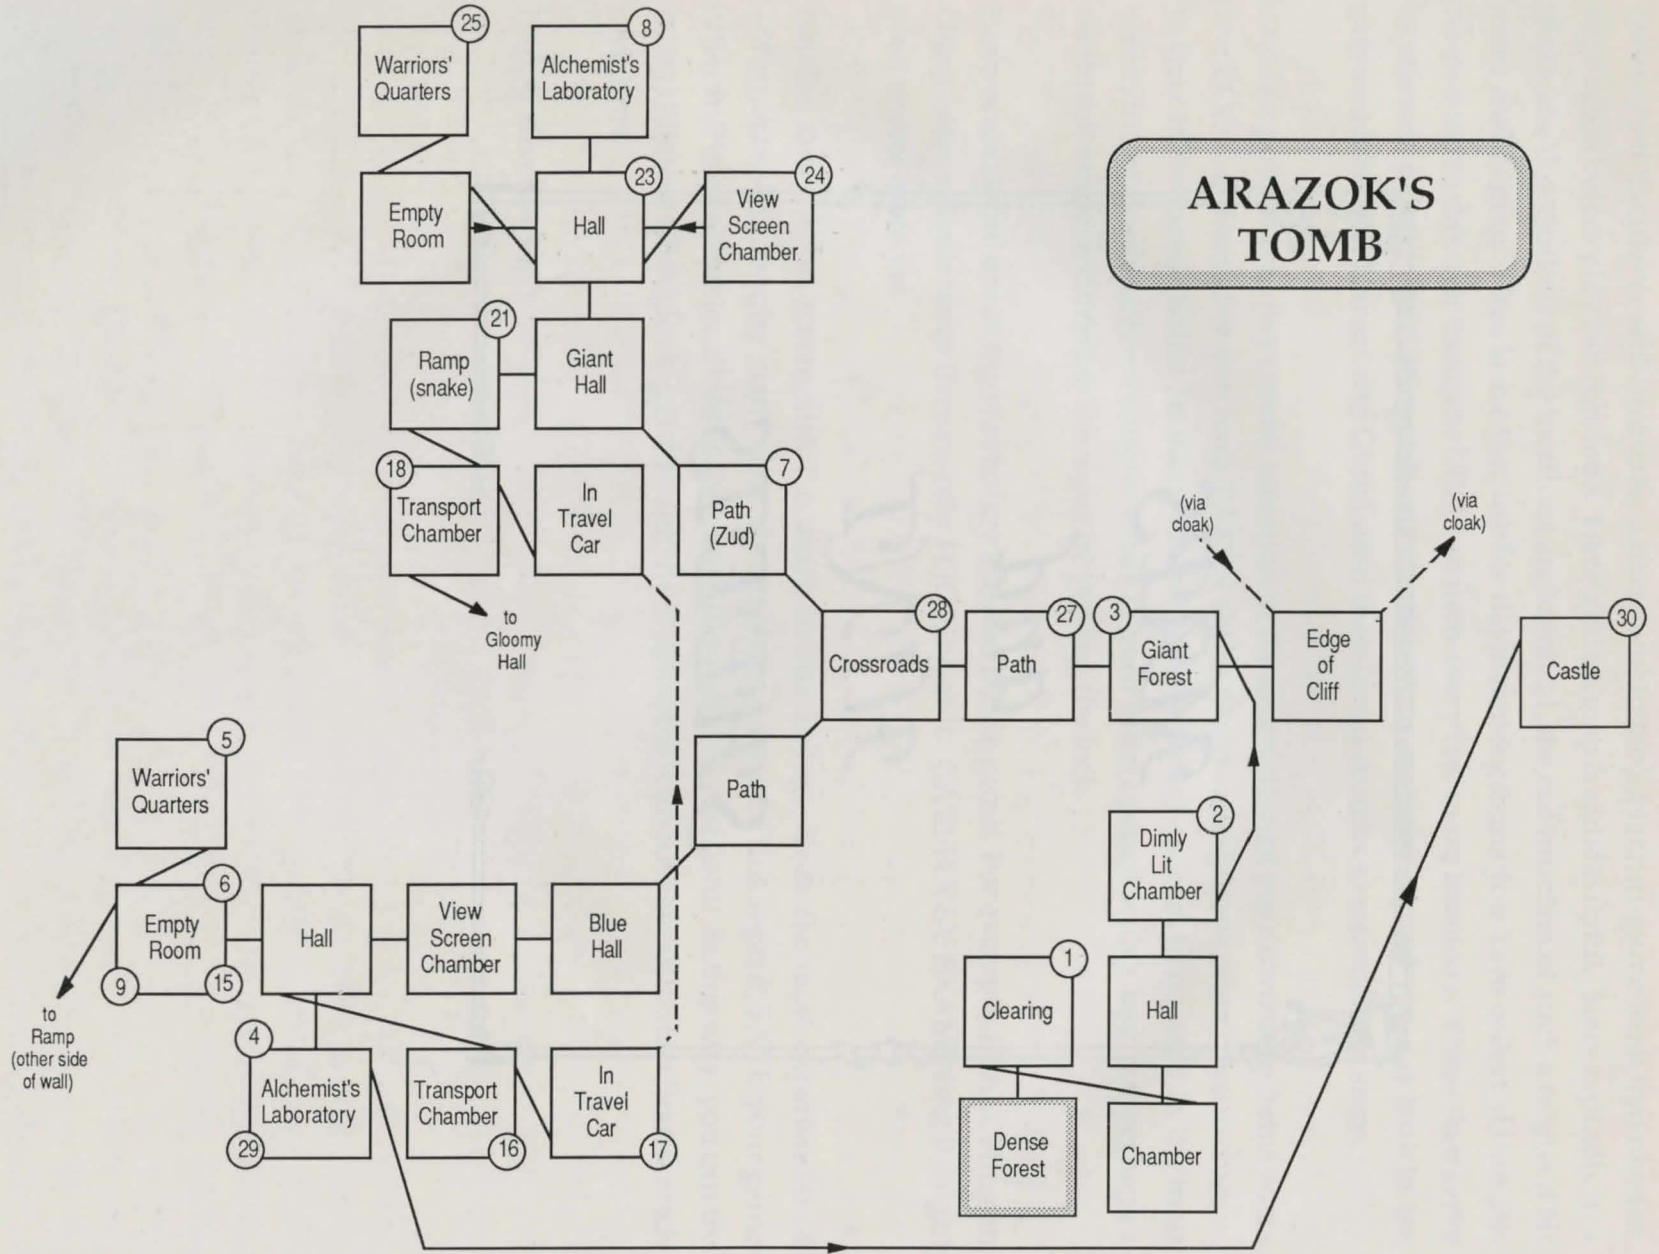 ARAZOK'S
TOMB
25
Warriors'
Quarters
8
Alchemist's
Laboratory
Empty
Room
23
Hall
24
View
Screen
Chamber
21
Ramp
(snake)
Giant
Hall
18
Transport
Chamber
In
Travel
Car
7
Path
(Zud)
to
Gloomy
Hall
(via
cloak)
(via
cloak)
28
Crossroads
27
Path
3
Giant
Forest
Edge
of
Cliff
30
Castle
5
Warriors'
Quarters
Path
2
Dimly
Lit
Chamber
6
Empty
Room
9
15
Hall
View
Screen
Chamber
Blue
Hall
1
Clearing
Hall
to
Ramp
(other side
of wall)
4
Alchemist's
Laboratory
29
Transport
Chamber
16
In
Travel
Car
17
Dense
Forest
Chamber